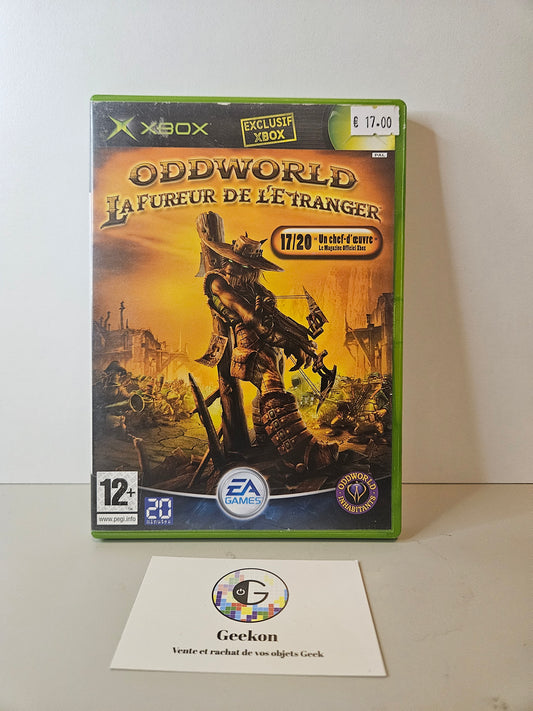 XBOX
EXCLUSIF
XBOX
€ 17.00
PAL
ODDWORLD
LA FUREUR DE L'ETRANGER
17/20 - Un chef-d'œuvre
Le Magazine Officiel Xbox
12+
www.pegi.info
20
minutes
EA
GAMES
ODDWORLD
INHABITANTS
G
Geekon
Vente et rachat de vos objets Geek